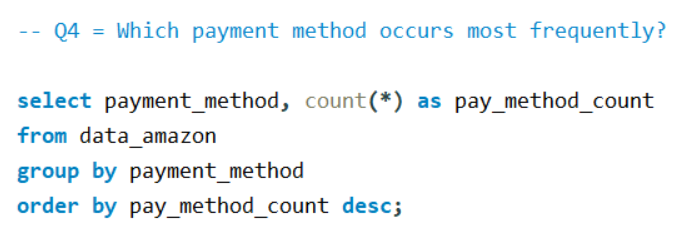 -- Q4 = Which payment method occurs most frequently?
select payment_method, count(*) as pay_method_count
from data_amazon
group by payment_method
order by pay_method_count desc;